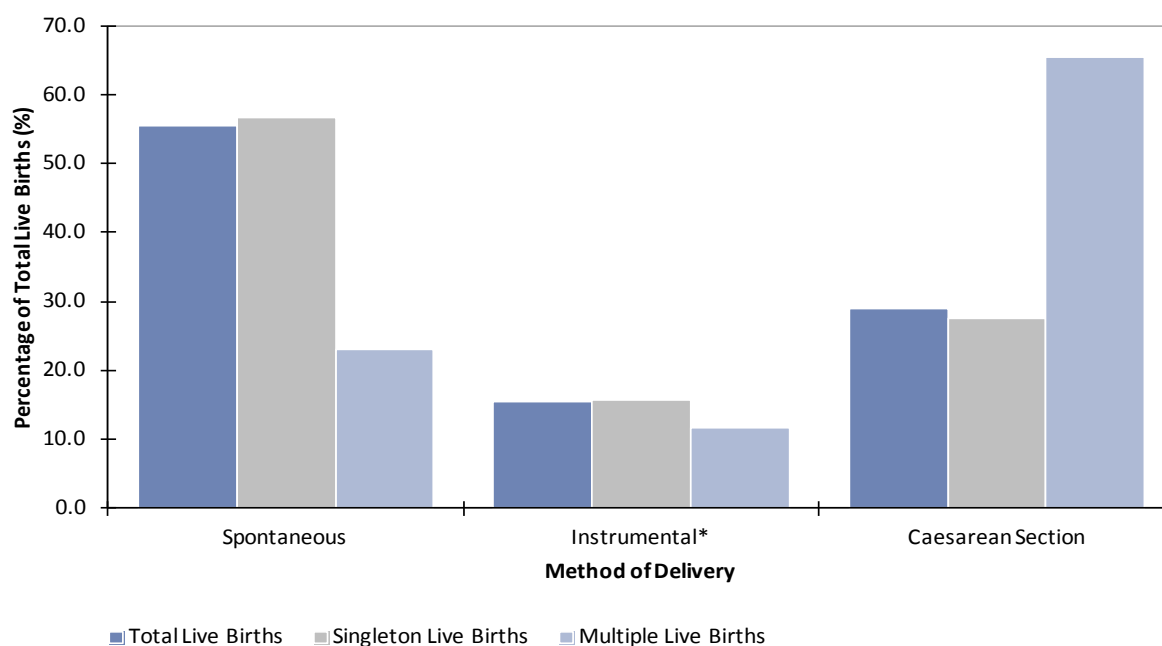 70.0
60.0
50.0
40.0
30.0
20.0
10.0
0.0
Percentage of Total Live Births (%)
Spontaneous Instrumental* Caesarean Section
Method of Delivery
Total Live Births Singleton Live Births Multiple Live Births